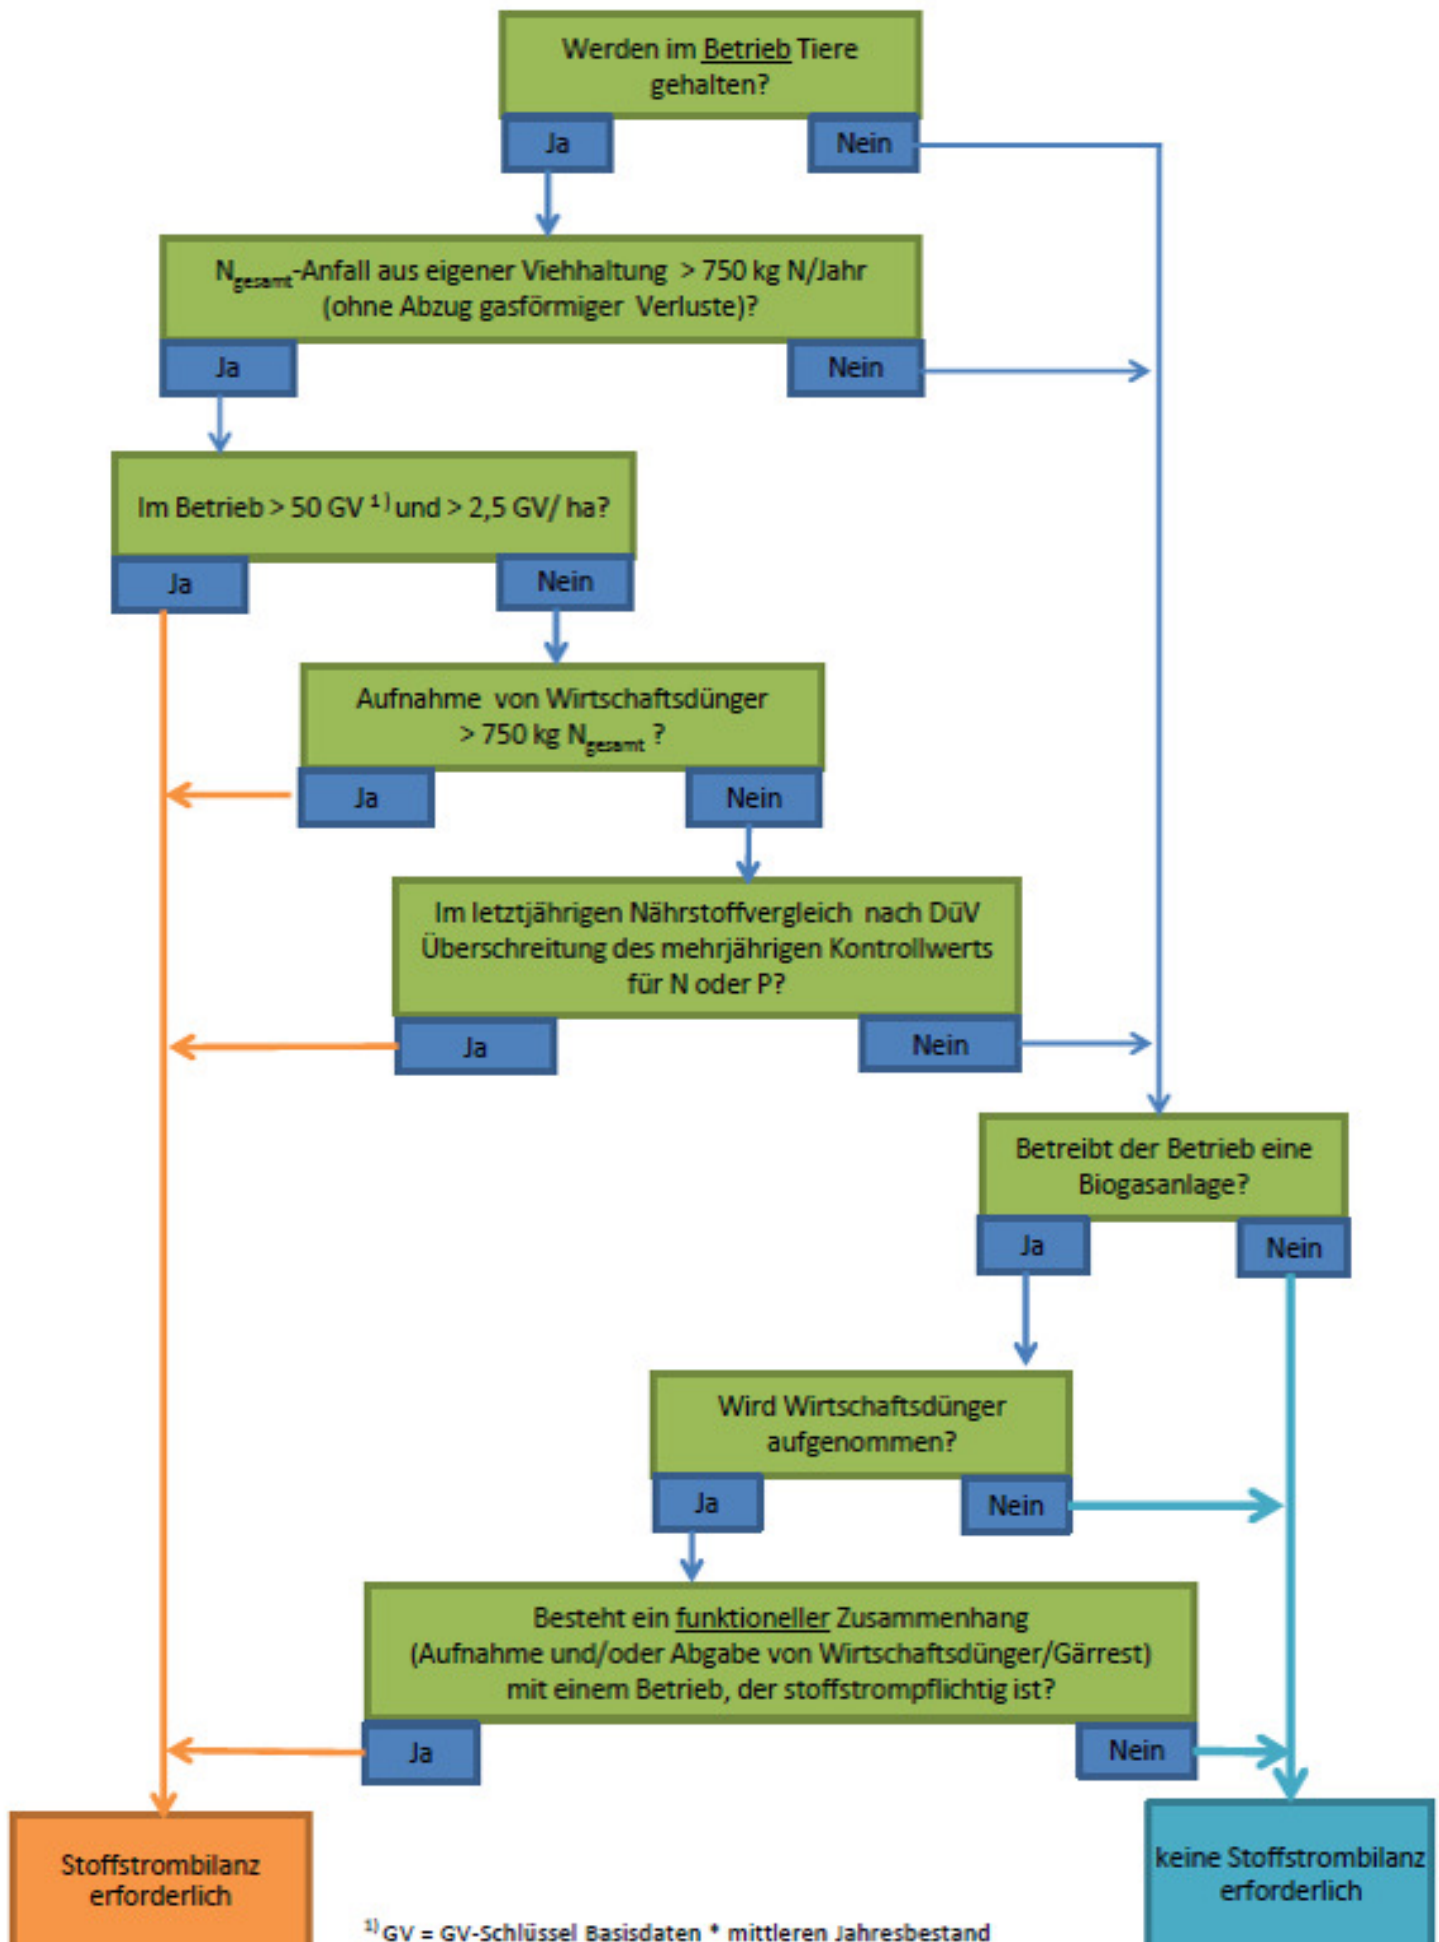 Werden im Betrieb Tiere
gehalten?
Ja
Nein
Ngesamt-Anfall aus eigener Viehhaltung > 750 kg N/Jahr
(ohne Abzug gasförmiger Verluste)?
Ja
Nein
Im Betrieb > 50 GV 1) und > 2,5 GV/ ha?
Ja
Nein
Aufnahme von Wirtschaftsdünger
> 750 kg Ngesamt ?
Ja
Nein
Im letztjährigen Nährstoffvergleich nach DüV
Überschreitung des mehrjährigen Kontrollwerts
für N oder P?
Ja
Nein
Betreibt der Betrieb eine
Biogasanlage?
Ja
Nein
Wird Wirtschaftsdünger
aufgenommen?
Ja
Nein
Besteht ein funktioneller Zusammenhang
(Aufnahme und/oder Abgabe von Wirtschaftsdünger/Gärrest)
mit einem Betrieb, der stoffstrompflichtig ist?
Ja
Nein
Stoffstrombilanz
erforderlich
keine Stoffstrombilanz
erforderlich
1) GV = GV-Schlüssel Basisdaten * mittleren Jahresbestand